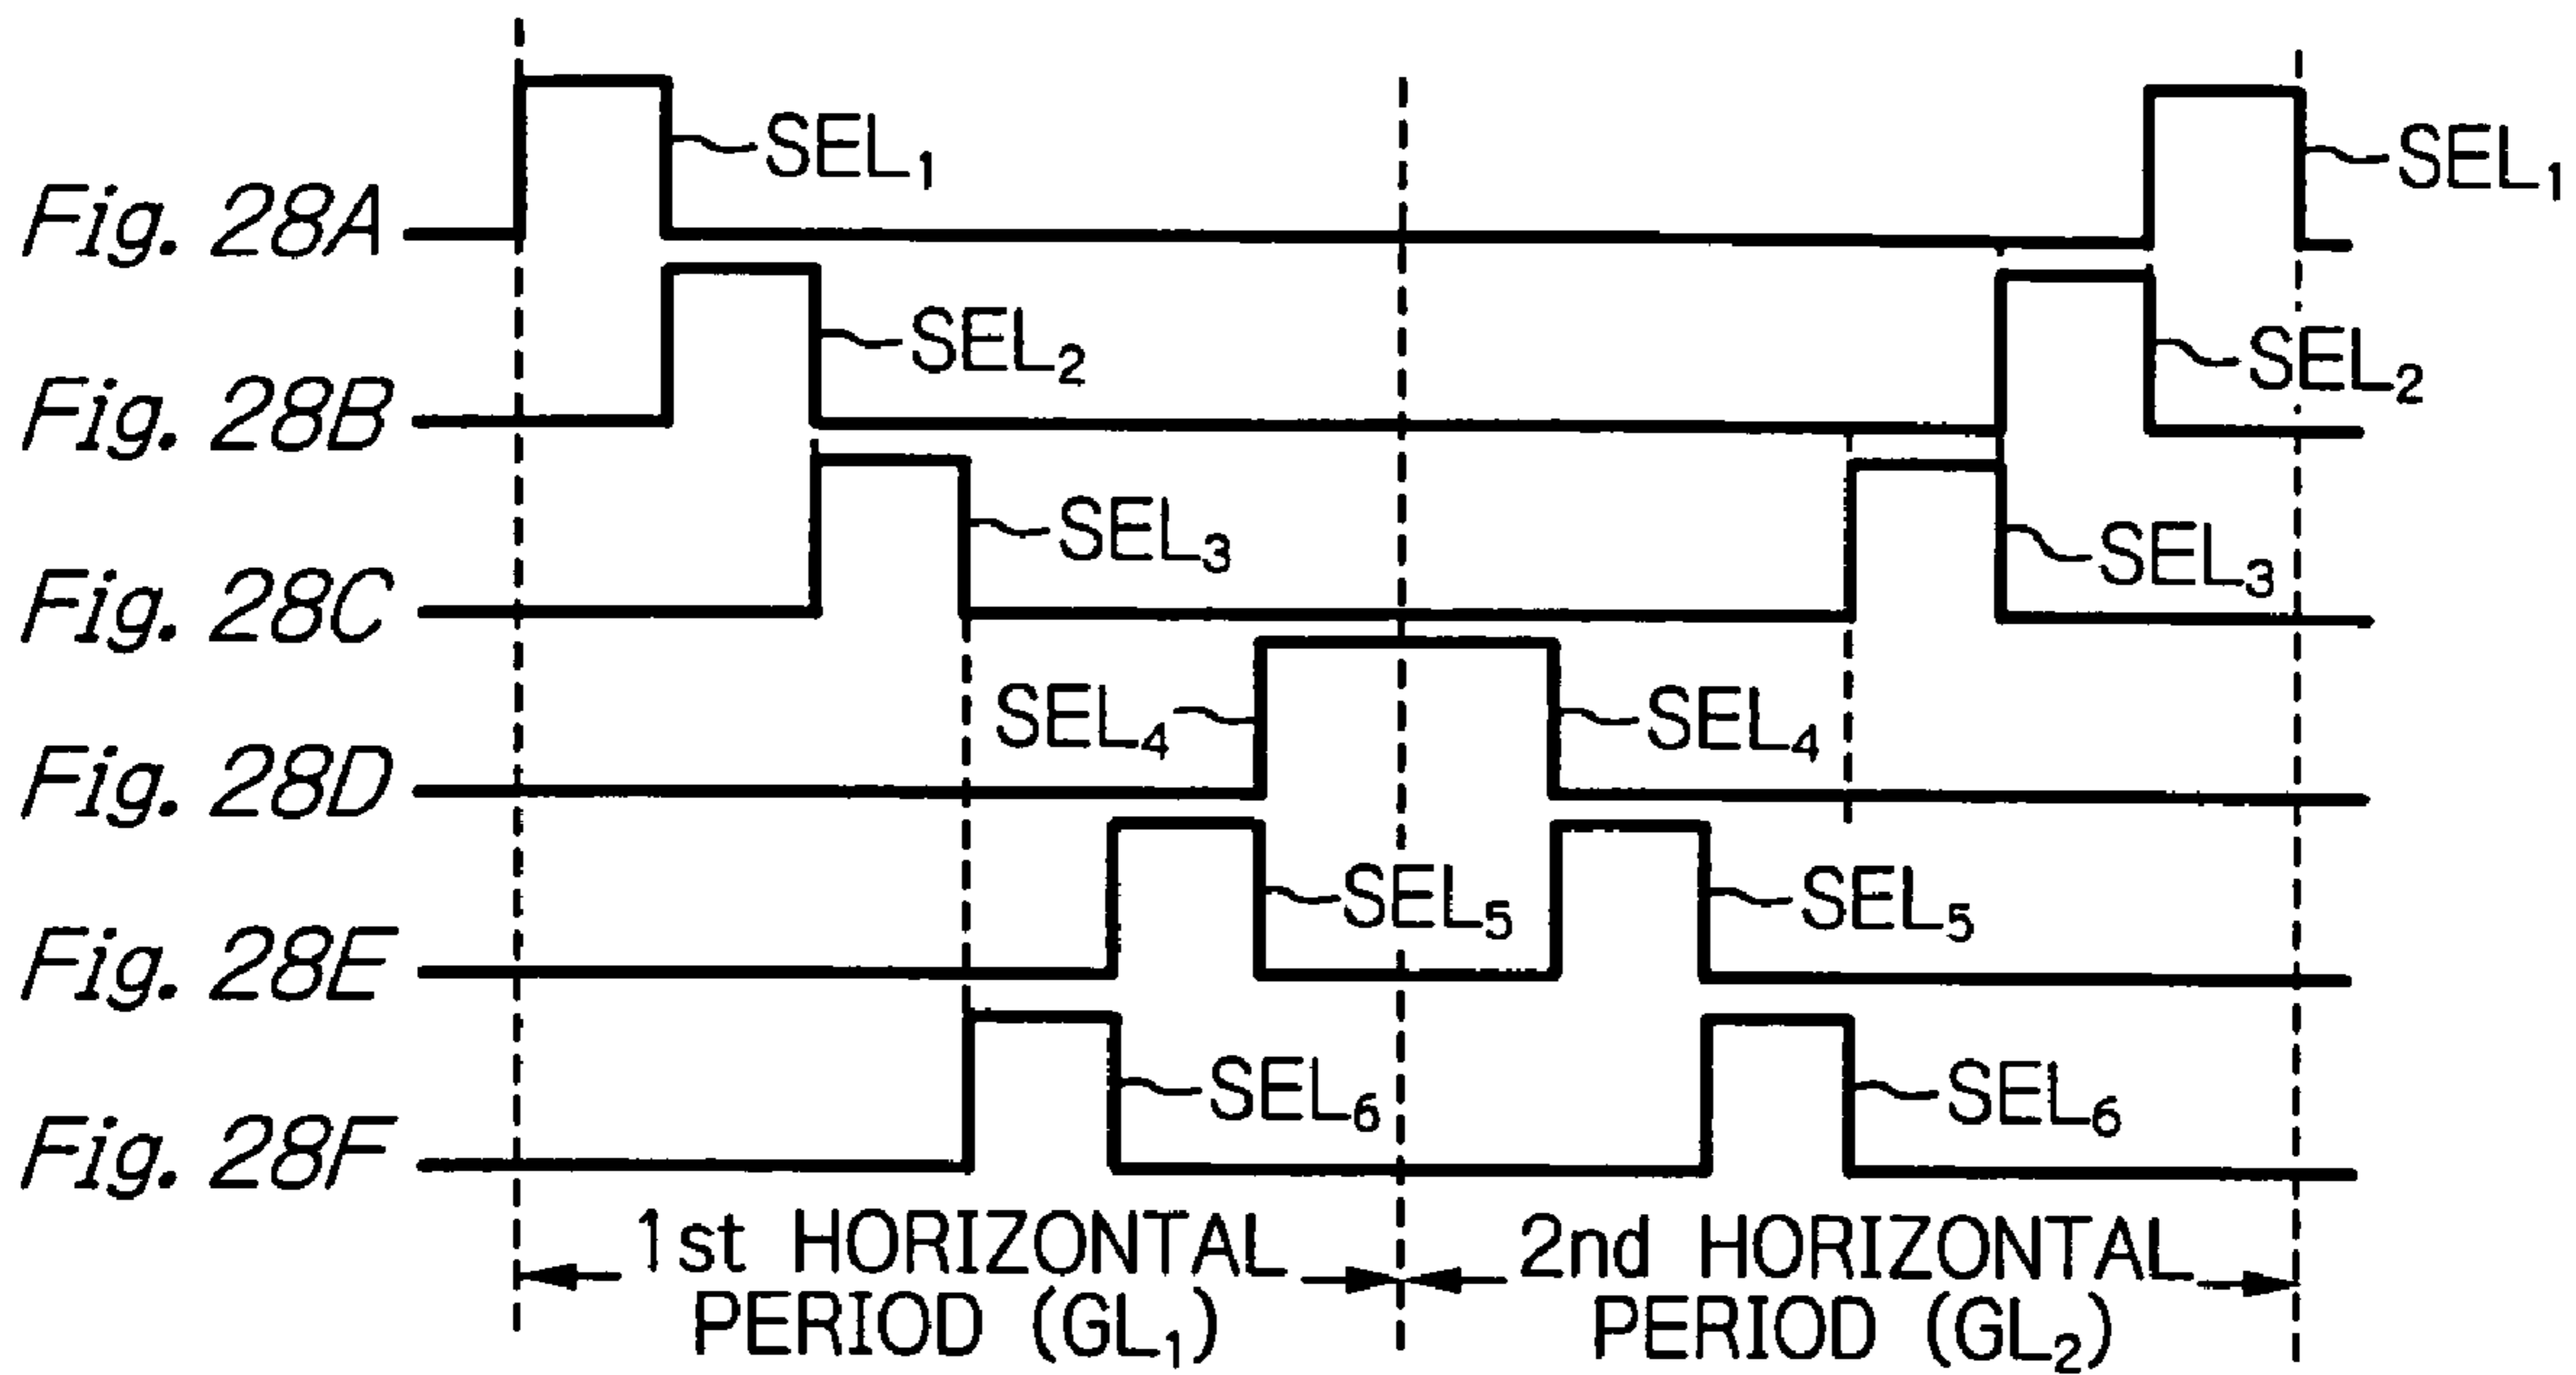 Fig. 28A SEL₁ SEL₁
Fig. 28B SEL₂ SEL₂
Fig. 28C SEL₃ SEL₃
Fig. 28D SEL₄ SEL₄
Fig. 28E SEL₅ SEL₅
Fig. 28F SEL₆ SEL₆
1st HORIZONTAL
PERIOD (GL₁)
2nd HORIZONTAL
PERIOD (GL₂)